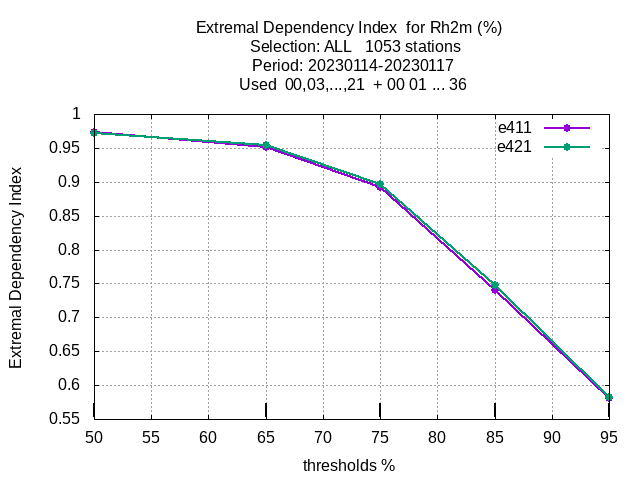 Extremal Dependency Index  for Rh2m (%)
Selection: ALL   1053 stations
Period: 20230114-20230117
Used  00,03,...,21  + 00 01 ... 36
e411
e421
Extremal Dependency Index
1
0.95
0.9
0.85
0.8
0.75
0.7
0.65
0.6
0.55
50 55 60 65 70 75 80 85 90 95
thresholds %